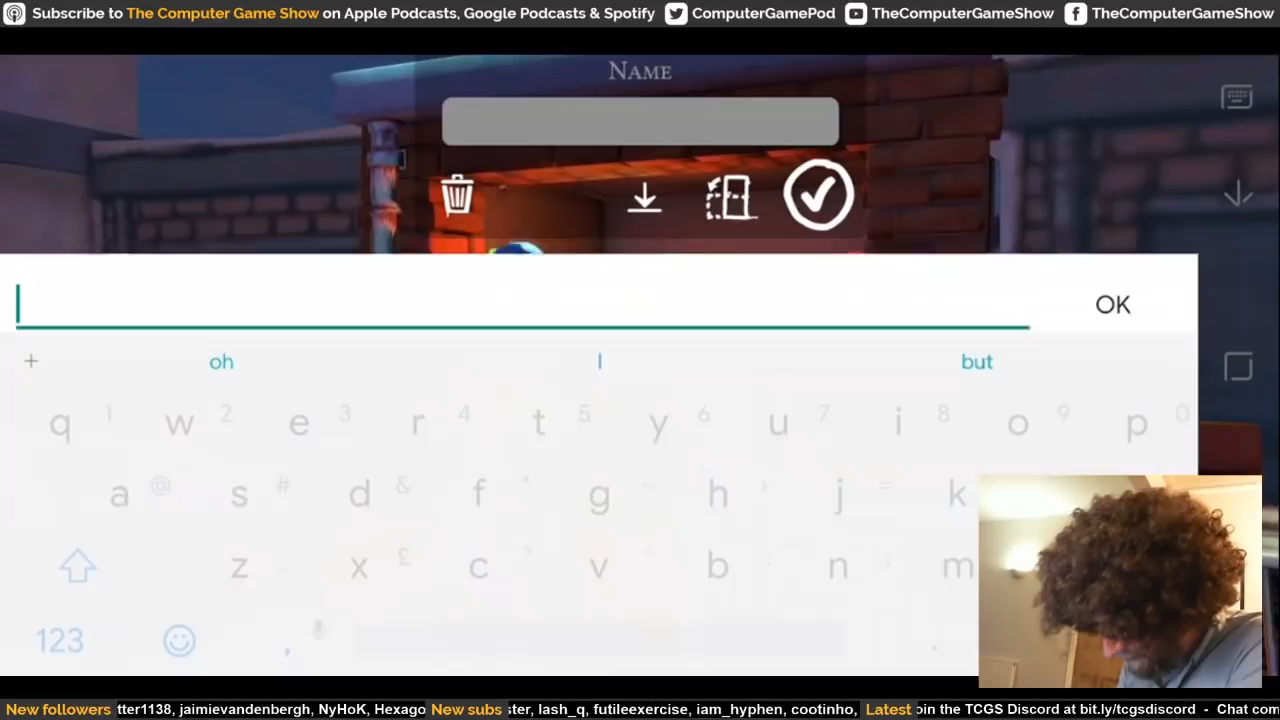 Subscribe to The Computer Game Show on Apple Podcasts, Google Podcasts & Spotify ComputerGamePod TheComputerGameShow TheComputerGameShow
NAME
OK
+ oh I but
q 1 w 2 e 3 r 4 t 5 y 6 u 7 i 8 o 9 p 0
a @ s # d & f * g - h + j = k
z x £ c " v ' b : n ; m
123 , .
New followers tter1138, jaimievandenbergh, NyHoK, Hexago New subs ster, lash_q, futileexercise, iam_hyphen, cootinho, Latest oin the TCGS Discord at bit.ly/tcgsdiscord - Chat com